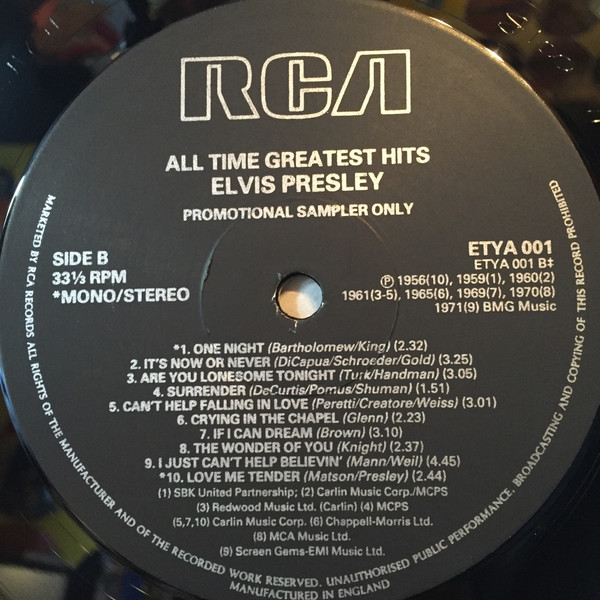 RCA
ALL TIME GREATEST HITS
ELVIS PRESLEY
PROMOTIONAL SAMPLER ONLY
SIDE B
33⅓ RPM
*MONO/STEREO
ETYA 001
ETYA 001 B‡
Ⓟ 1956(10), 1959(1), 1960(2)
1961(3-5), 1965(6), 1969(7), 1970(8)
1971(9) BMG Music
*1. ONE NIGHT (Bartholomew/King) (2.32)
2. IT'S NOW OR NEVER (DiCapua/Schroeder/Gold) (3.25)
3. ARE YOU LONESOME TONIGHT (Turk/Handman) (3.05)
4. SURRENDER (DeCurtis/Pomus/Shuman) (1.51)
5. CAN'T HELP FALLING IN LOVE (Peretti/Creatore/Weiss) (3.01)
6. CRYING IN THE CHAPEL (Glenn) (2.23)
7. IF I CAN DREAM (Brown) (3.10)
8. THE WONDER OF YOU (Knight) (2.37)
9. I JUST CAN'T HELP BELIEVIN' (Mann/Weil) (4.45)
*10. LOVE ME TENDER (Matson/Presley) (2.44)
(1) SBK United Partnership; (2) Carlin Music Corp./MCPS
(3) Redwood Music Ltd. (Carlin) (4) MCPS
(5,7,10) Carlin Music Corp. (6) Chappell-Morris Ltd.
(8) MCA Music Ltd.
(9) Screen Gems-EMI Music Ltd.
MARKETED BY RCA RECORDS ALL RIGHTS OF THE MANUFACTURER AND OF THE RECORDED WORK RESERVED. UNAUTHORISED PUBLIC PERFORMANCE, BROADCASTING AND COPYING OF THIS RECORD PROHIBITED
MANUFACTURED IN ENGLAND